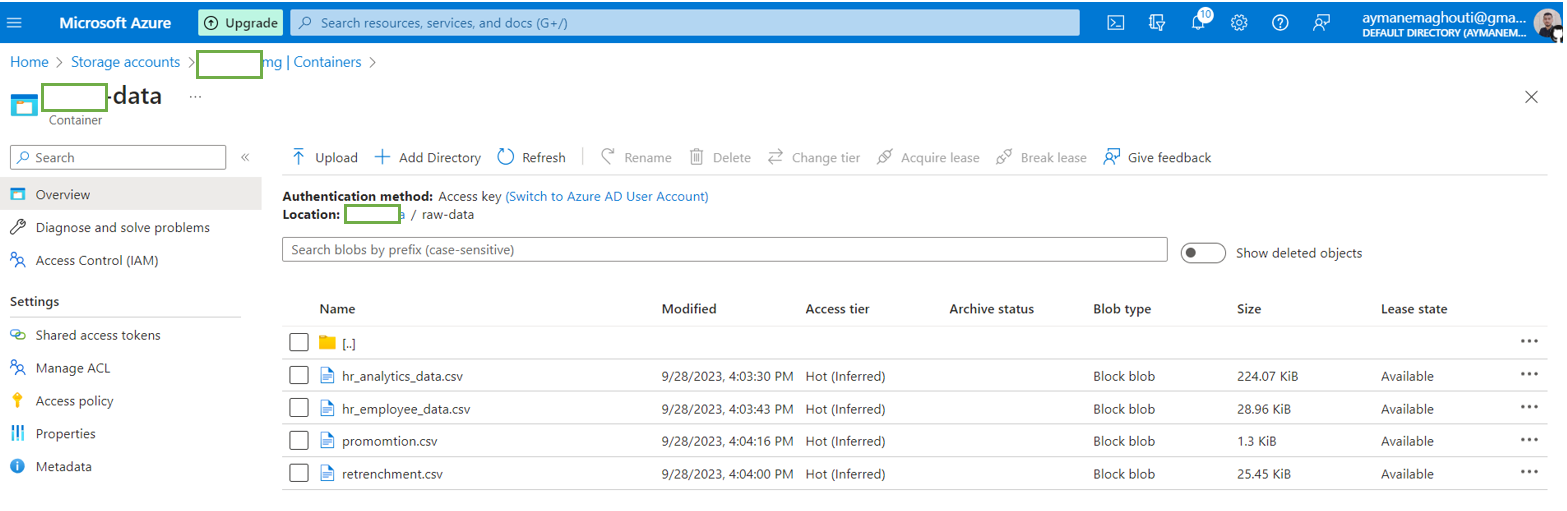 Microsoft Azure Upgrade Search resources, services, and docs (G+/) 10 aymanemaghouti@gma...
DEFAULT DIRECTORY (AYMANEM...
Home > Storage accounts > mg | Containers >
-data ...
Container
Search «
Upload Add Directory Refresh Rename Delete Change tier Acquire lease Break lease Give feedback
Overview
Diagnose and solve problems
Access Control (IAM)
Settings
Shared access tokens
Manage ACL
Access policy
Properties
Metadata
Authentication method: Access key (Switch to Azure AD User Account)
Location: a / raw-data
Search blobs by prefix (case-sensitive) Show deleted objects
Name Modified Access tier Archive status Blob type Size Lease state
[..] ...
hr_analytics_data.csv 9/28/2023, 4:03:30 PM Hot (Inferred) Block blob 224.07 KiB Available ...
hr_employee_data.csv 9/28/2023, 4:03:43 PM Hot (Inferred) Block blob 28.96 KiB Available ...
promomtion.csv 9/28/2023, 4:04:16 PM Hot (Inferred) Block blob 1.3 KiB Available ...
retrenchment.csv 9/28/2023, 4:04:00 PM Hot (Inferred) Block blob 25.45 KiB Available ...